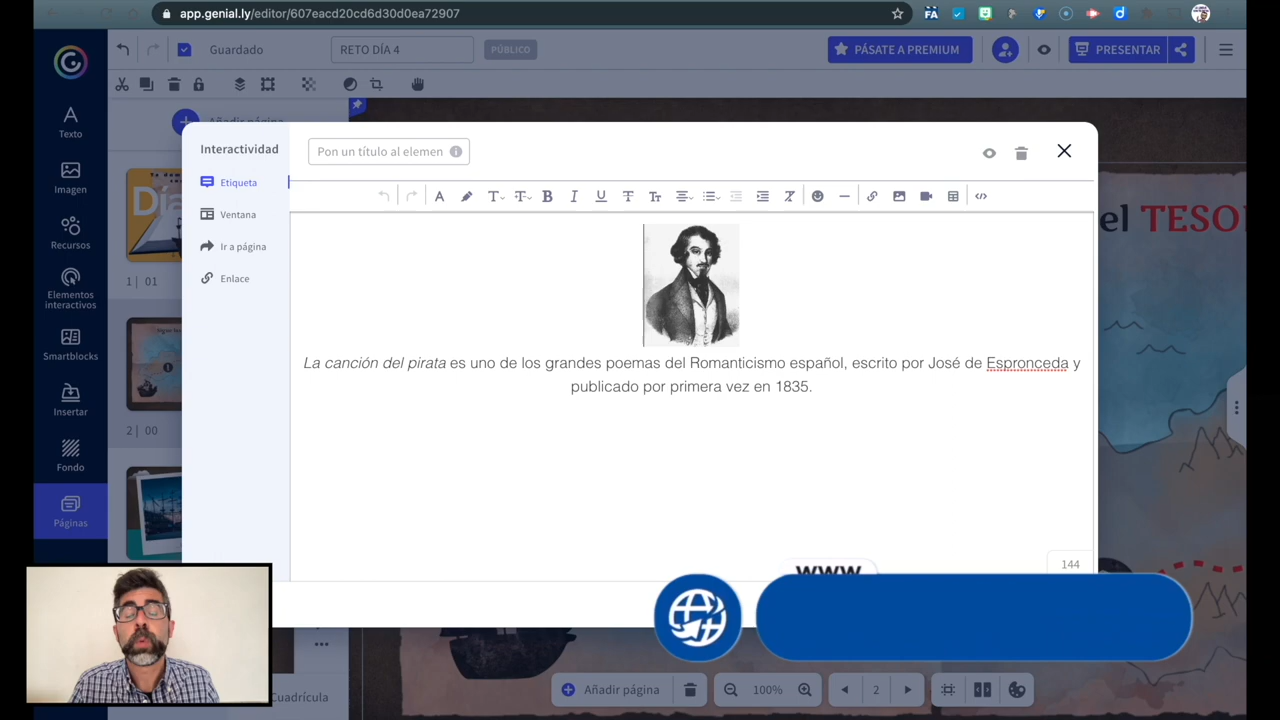 app.genial.ly/editor/607eacd20cd6d30d0ea72907
Guardado
RETO DÍA 4
PÚBLICO
PÁSATE A PREMIUM
PRESENTAR
Texto
Imagen
Recursos
Elementos
interactivos
Smartblocks
Insertar
Fondo
Páginas
Añadir página
1 | 01
2 | 00
Interactividad
Etiqueta
Ventana
Ir a página
Enlace
Pon un título al elemen
el TESO
La canción del pirata es uno de los grandes poemas del Romanticismo español, escrito por José de Espronceda y
publicado por primera vez en 1835.
144
www
Añadir página
100%
2